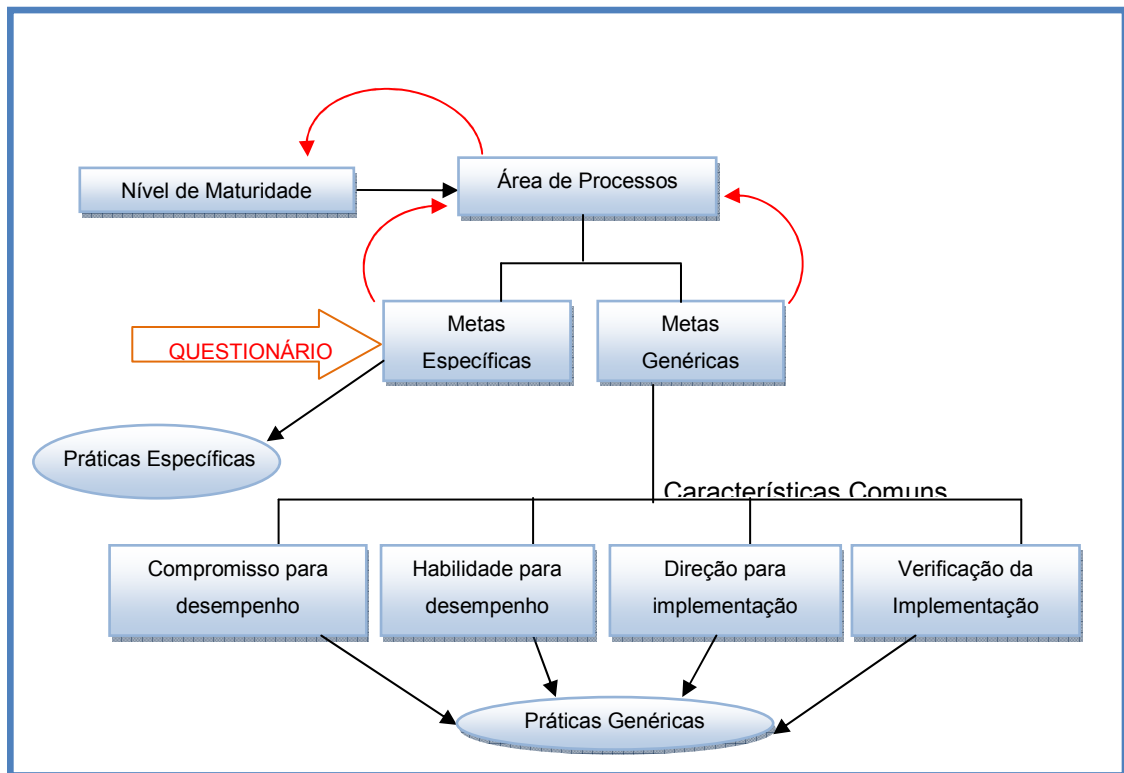 Nível de Maturidade
Área de Processos
Metas
Específicas
Metas
Genéricas
QUESTIONÁRIO
Práticas Específicas
Características Comuns
Compromisso para
desempenho
Habilidade para
desempenho
Direção para
implementação
Verificação da
Implementação
Práticas Genéricas